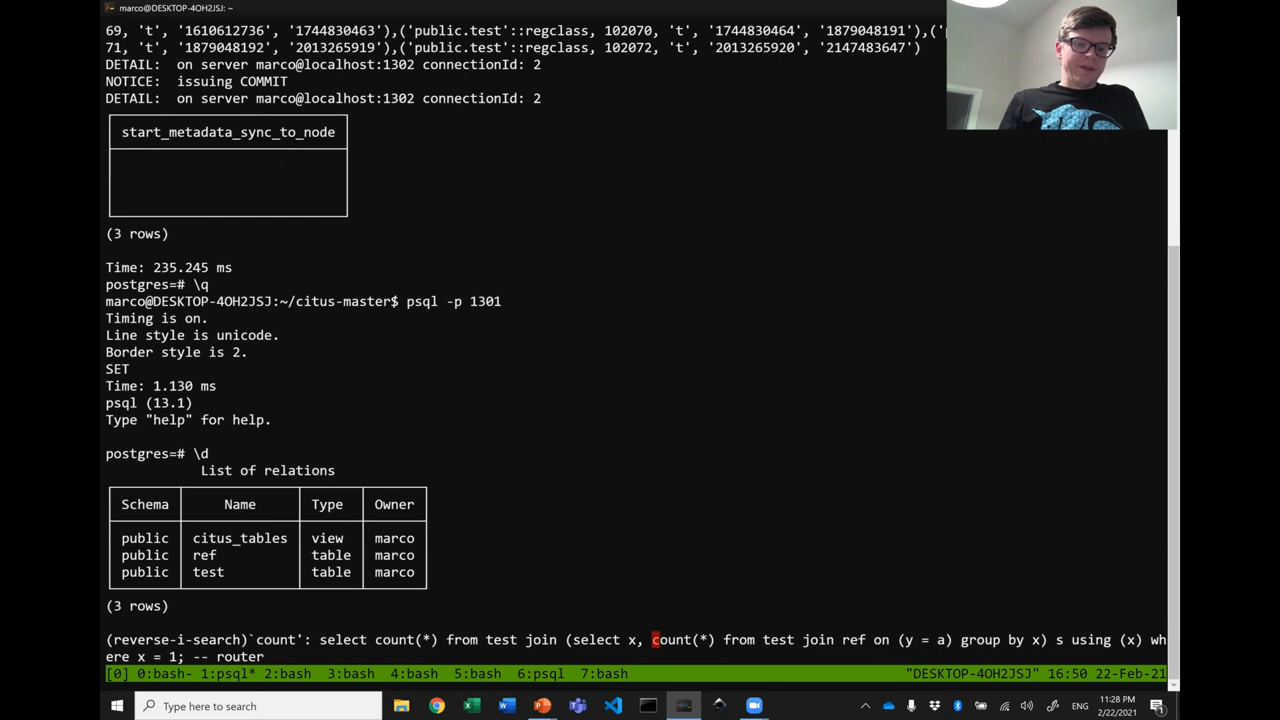 marco@DESKTOP-4OH2JSJ: ~
69, 't', '1610612736', '1744830463'),('public.test'::regclass, 102070, 't', '1744830464', '1879048191'),('p
71, 't', '1879048192', '2013265919'),('public.test'::regclass, 102072, 't', '2013265920', '2147483647')
DETAIL:  on server marco@localhost:1302 connectionId: 2
NOTICE:  issuing COMMIT
DETAIL:  on server marco@localhost:1302 connectionId: 2
start_metadata_sync_to_node
(3 rows)
Time: 235.245 ms
postgres=# \q
marco@DESKTOP-4OH2JSJ:~/citus-master$ psql -p 1301
Timing is on.
Line style is unicode.
Border style is 2.
SET
Time: 1.130 ms
psql (13.1)
Type "help" for help.
postgres=# \d
List of relations
Schema Name Type Owner
public citus_tables view marco
public ref table marco
public test table marco
(3 rows)
(reverse-i-search)`count': select count(*) from test join (select x, count(*) from test join ref on (y = a) group by x) s using (x) wh
ere x = 1; -- router
[0] 0:bash- 1:psql* 2:bash 3:bash 4:bash 5:bash 6:psql 7:bash "DESKTOP-4OH2JSJ" 16:50 22-Feb-21
Type here to search
ENG
11:28 PM
2/22/2021